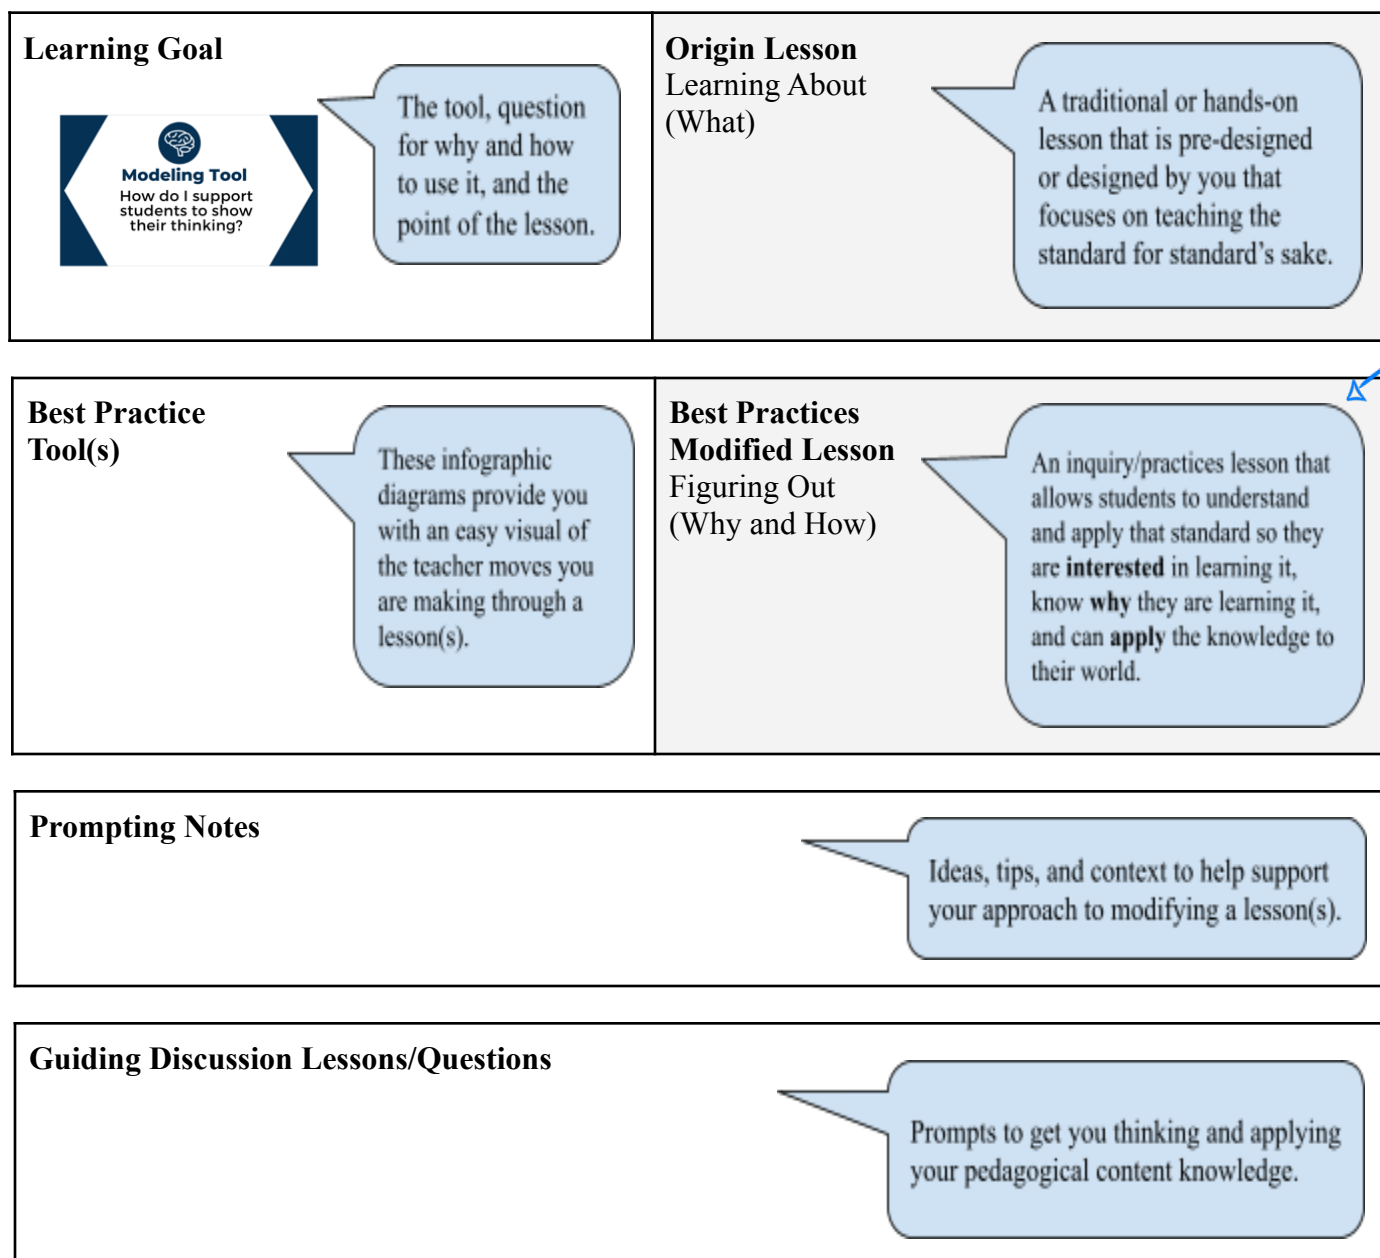 Learning Goal
The tool, question
for why and how
to use it, and the
point of the lesson.
Modeling Tool
How do I support
students to show
their thinking?
Origin Lesson
Learning About
(What)
A traditional or hands-on
lesson that is pre-designed
or designed by you that
focuses on teaching the
standard for standard's sake.
Best Practice
Tool(s)
These infographic
diagrams provide you
with an easy visual of
the teacher moves you
are making through a
lesson(s).
Best Practices
Modified Lesson
Figuring Out
(Why and How)
An inquiry/practices lesson that
allows students to understand
and apply that standard so they
are interested in learning it,
know why they are learning it,
and can apply the knowledge to
their world.
Prompting Notes
Ideas, tips, and context to help support
your approach to modifying a lesson(s).
Guiding Discussion Lessons/Questions
Prompts to get you thinking and applying
your pedagogical content knowledge.